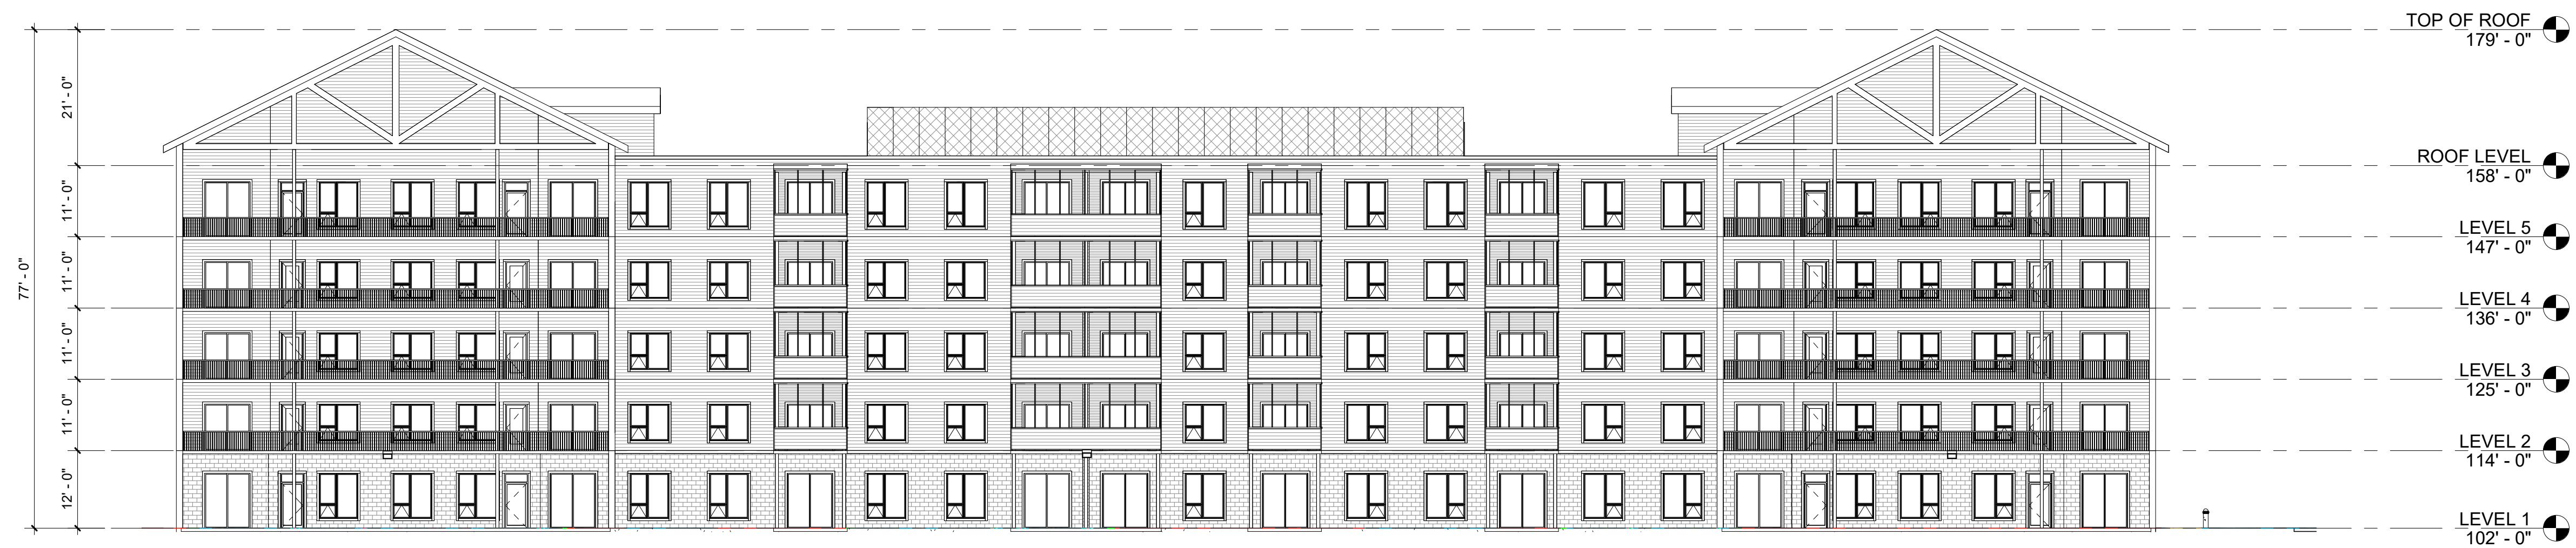 TOP OF ROOF
179' - 0"
ROOF LEVEL
158' - 0"
LEVEL 5
147' - 0"
LEVEL 4
136' - 0"
LEVEL 3
125' - 0"
LEVEL 2
114' - 0"
LEVEL 1
102' - 0"
77' - 0"
21' - 0"
11' - 0"
11' - 0"
11' - 0"
11' - 0"
12' - 0"